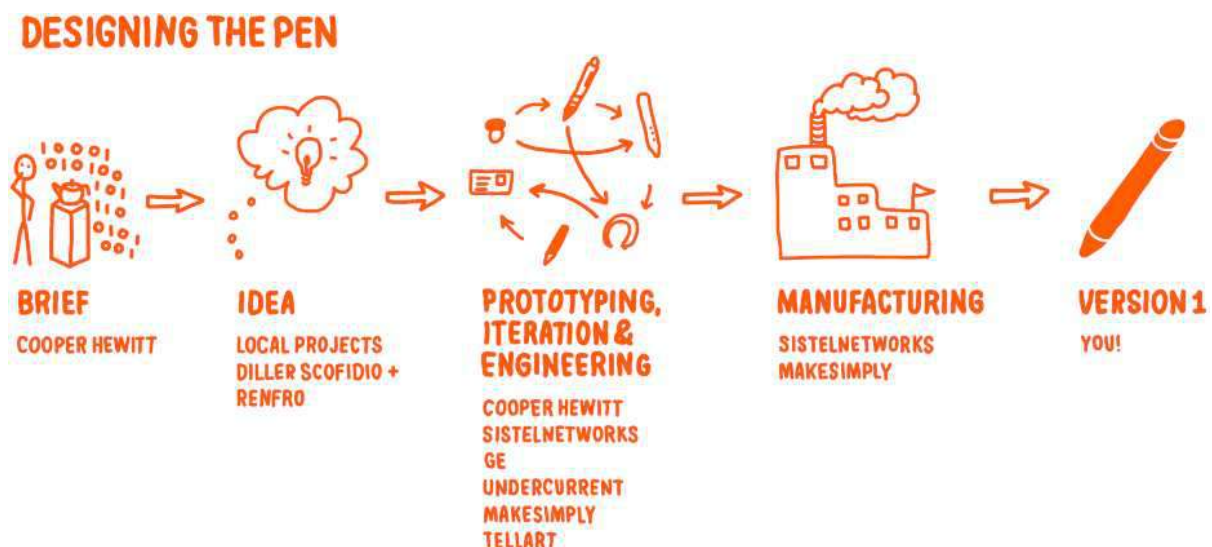 DESIGNING THE PEN
BRIEF
COOPER HEWITT
IDEA
LOCAL PROJECTS
DILLER SCOFIDIO +
RENFRO
PROTOTYPING,
ITERATION &
ENGINEERING
COOPER HEWITT
SISTELNETWORKS
GE
UNDERCURRENT
MAKESIMPLY
TELLART
MANUFACTURING
SISTELNETWORKS
MAKESIMPLY
VERSION 1
YOU!